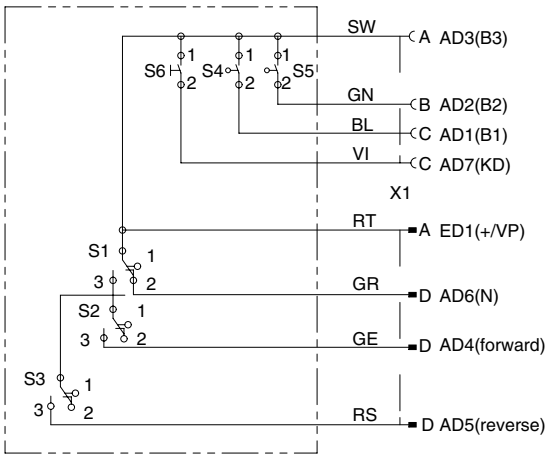 SW A AD3(B3)
1 1 1
S6 S4 S5
2 2 2
GN B AD2(B2)
BL C AD1(B1)
VI C AD7(KD)
X1
RT A ED1(+/VP)
S1 1
3 2 GR D AD6(N)
S2 1
3 2 GE D AD4(forward)
S3 1
3 2
RS D AD5(reverse)